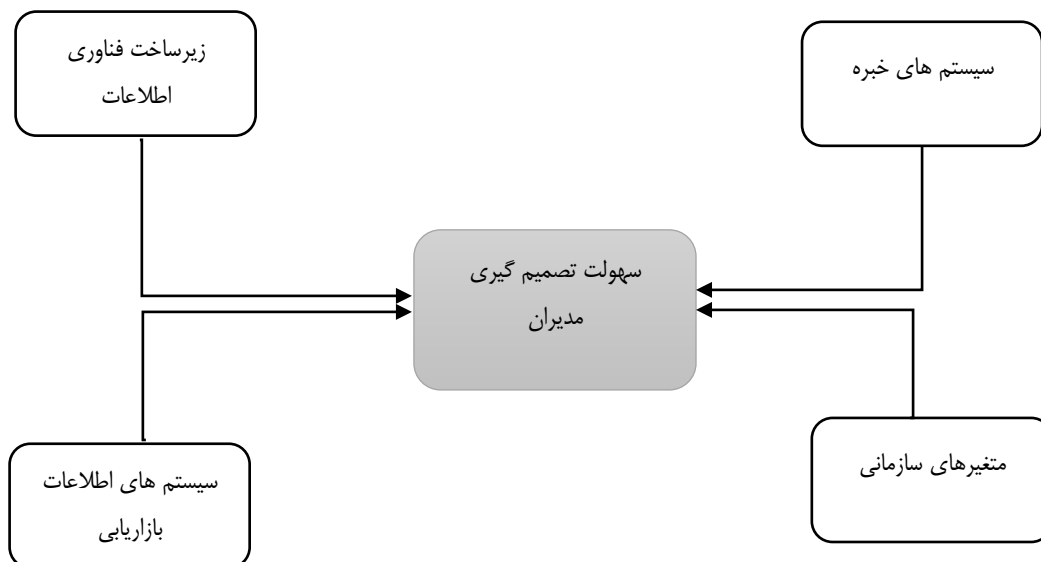 سیستم های خبره
زیرساخت فناوری
اطلاعات
سهولت تصمیم گیری
مدیران
متغیرهای سازمانی
سیستم های اطلاعات
بازاریابی